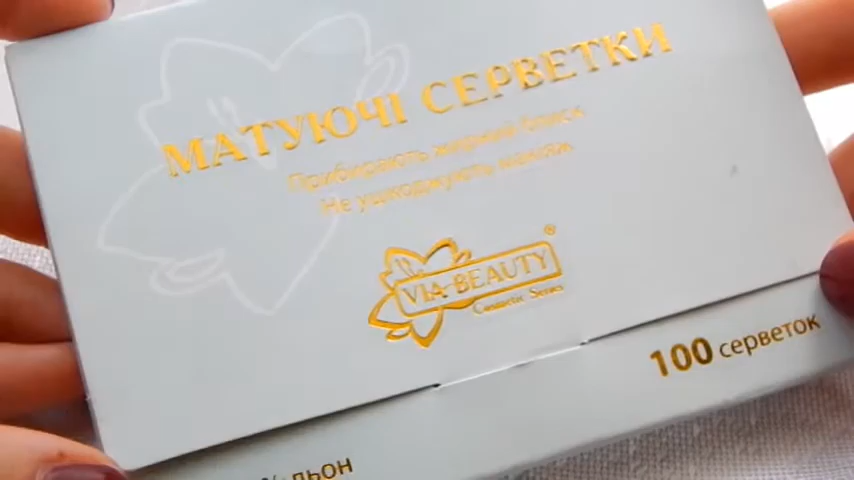 МАТУЮЧІ СЕРВЕТКИ
Прибирають жирний блиск
Не ушкоджують макіяж
VIA-BEAUTY®
Cosmetic Series
100 серветок
% льон